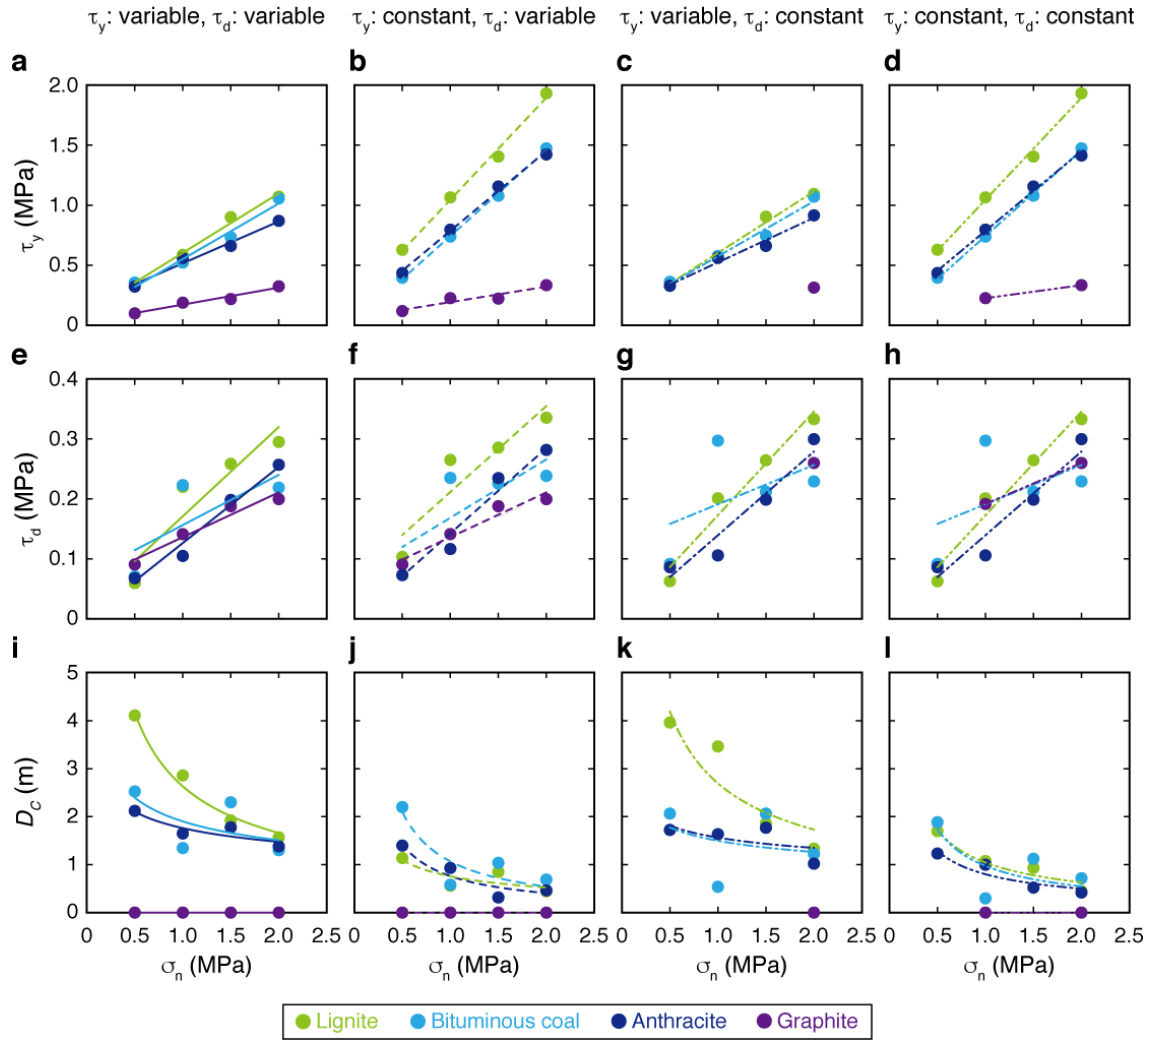 τy: variable, τd: variable τy: constant, τd: variable τy: variable, τd: constant τy: constant, τd: constant
a b c d
2.0
1.5
1.0
0.5
0
τy (MPa)
e f g h
0.4
0.3
0.2
0.1
0
τd (MPa)
i j k l
5
4
3
2
1
0
Dc (m)
0 0.5 1.0 1.5 2.0 2.5 0 0.5 1.0 1.5 2.0 2.5 0 0.5 1.0 1.5 2.0 2.5 0 0.5 1.0 1.5 2.0 2.5
σn (MPa) σn (MPa) σn (MPa) σn (MPa)
Lignite Bituminous coal Anthracite Graphite